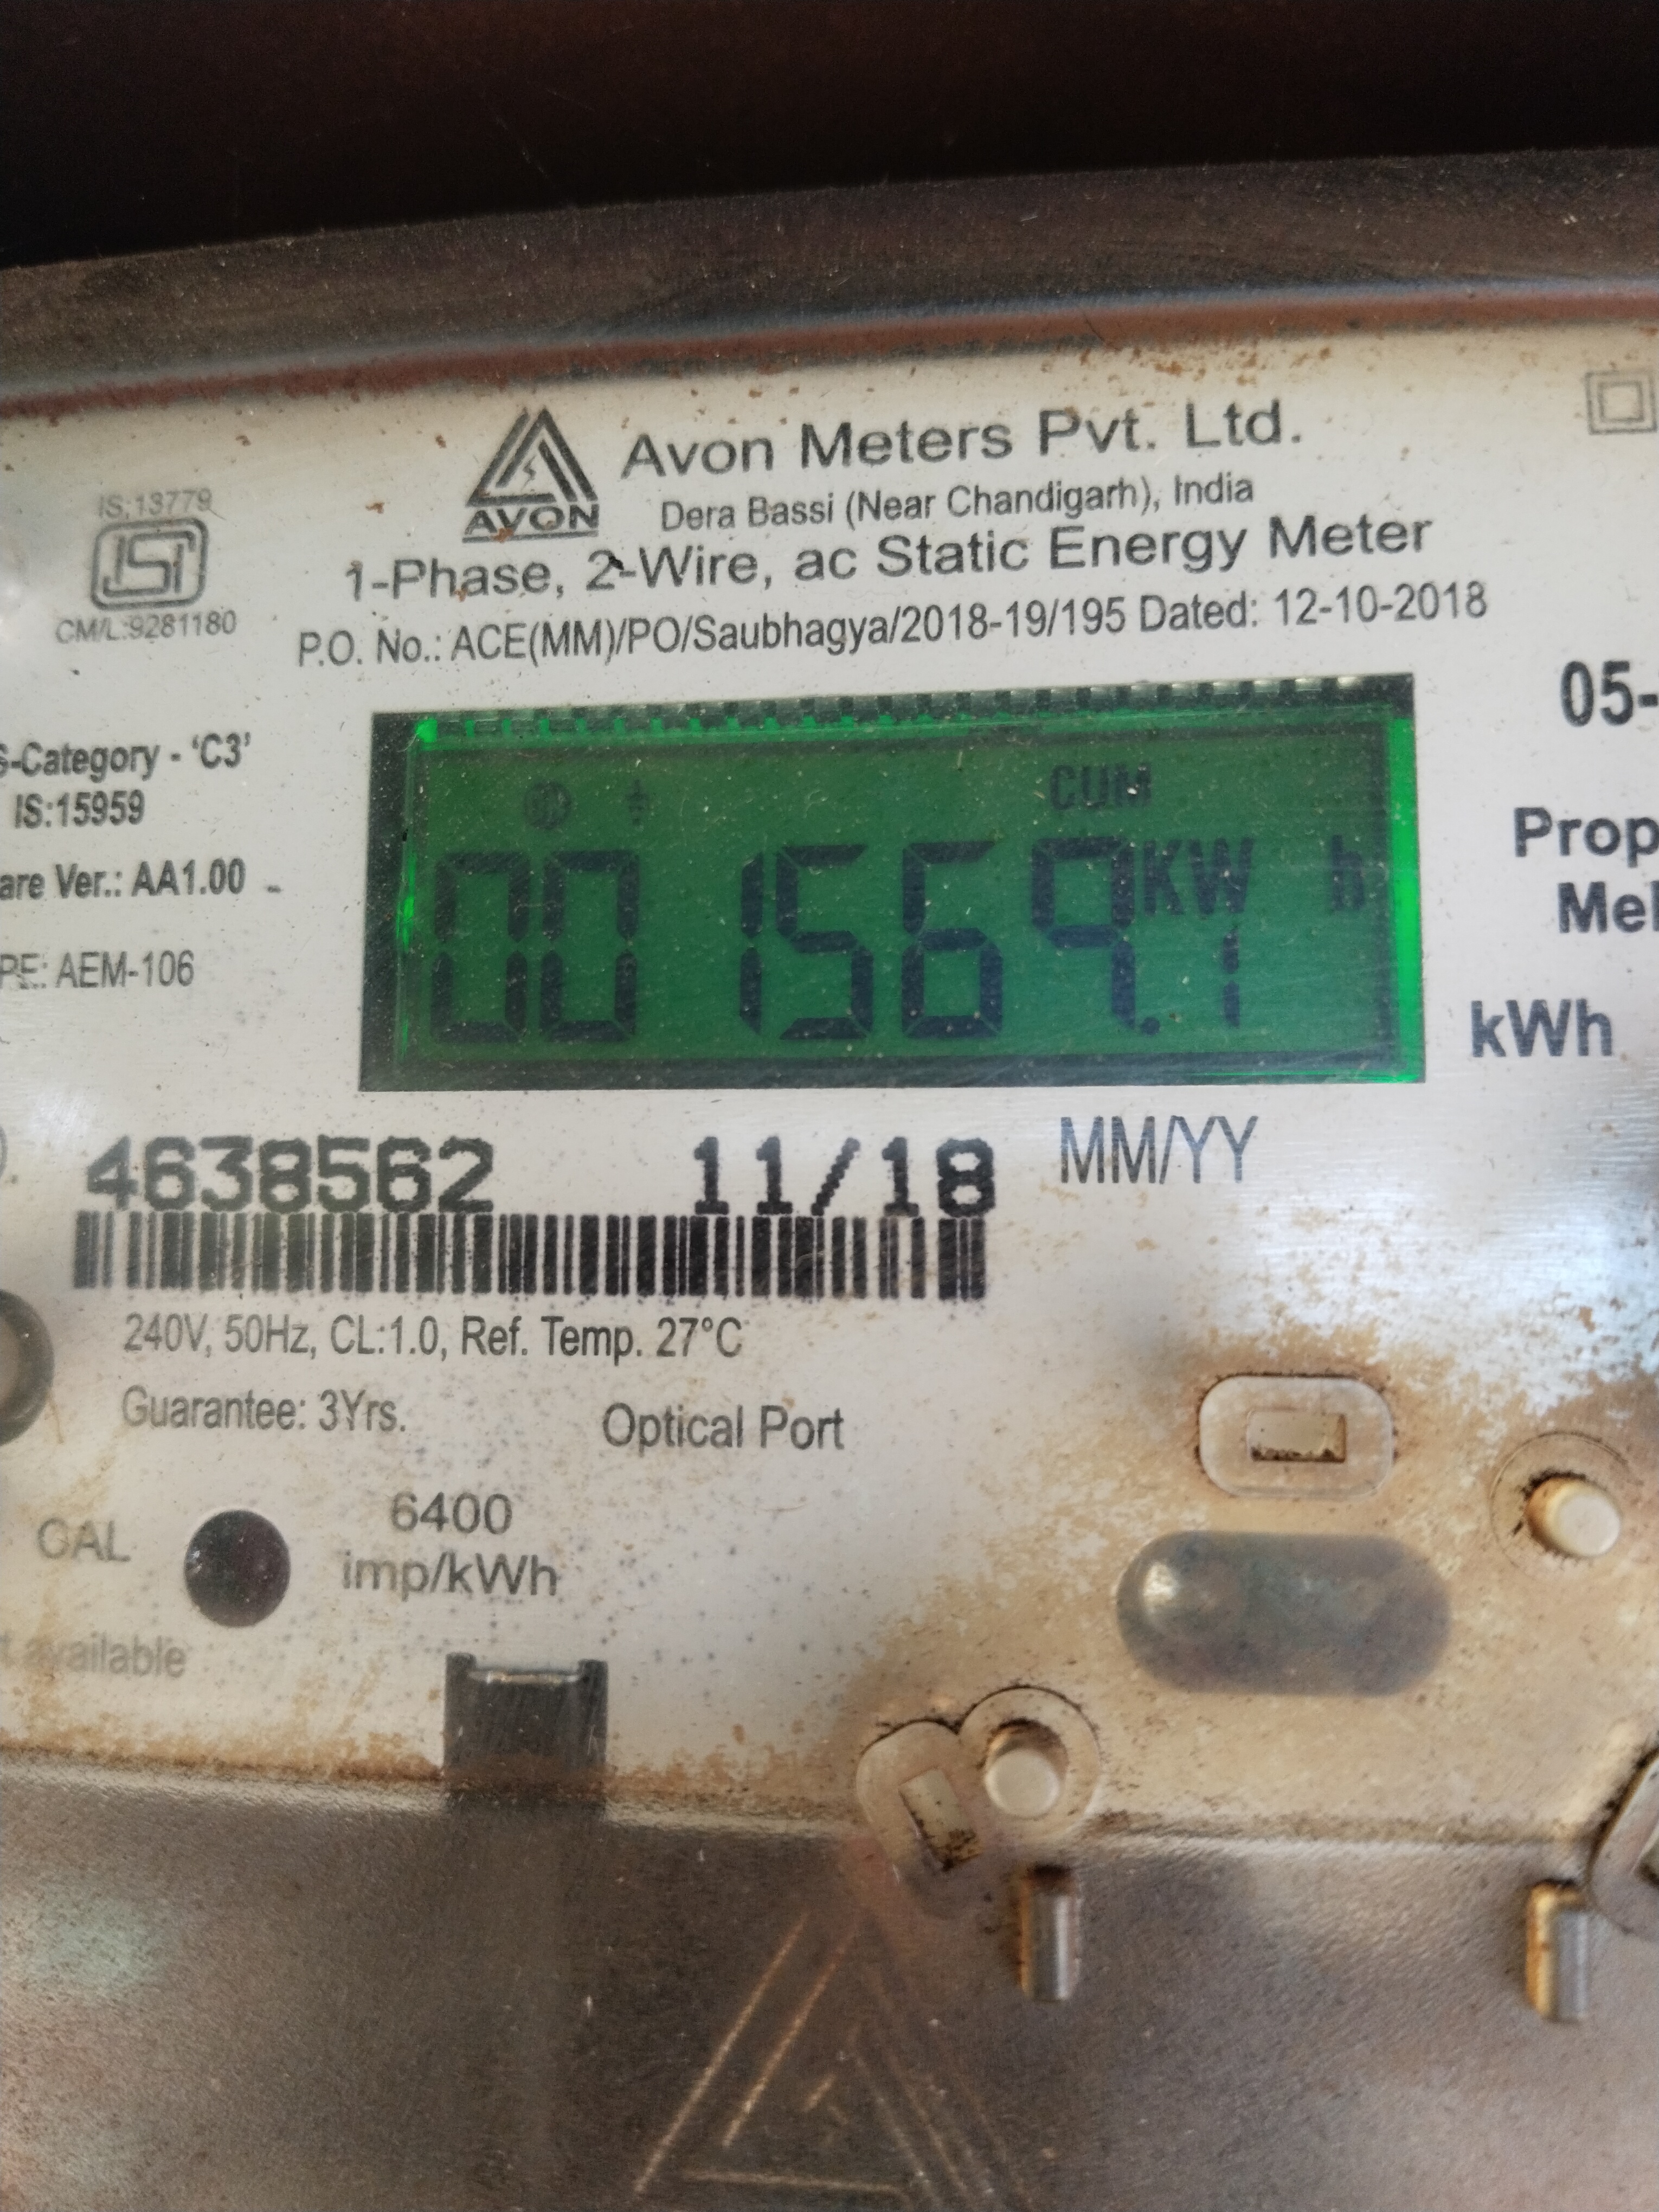 Avon Meters Pvt. Ltd.
AVON
Dera Bassi (Near Chandigarh), India
1-Phase, 2-Wire, ac Static Energy Meter
P.O. No.: ACE(MM)/PO/Saubhagya/2018-19/195 Dated: 12-10-2018
IS:13779
ISI
CM/L:9281180
-Category - 'C3'
IS:15959
are Ver.: AA1.00
PE: AEM-106
CUM
001569.1 KW h
05-
Prop
kWh
4638562 11/18 MM/YY
240V, 50Hz, CL:1.0, Ref. Temp. 27°C
Guarantee: 3Yrs.
Optical Port
CAL
6400
imp/kWh
t available